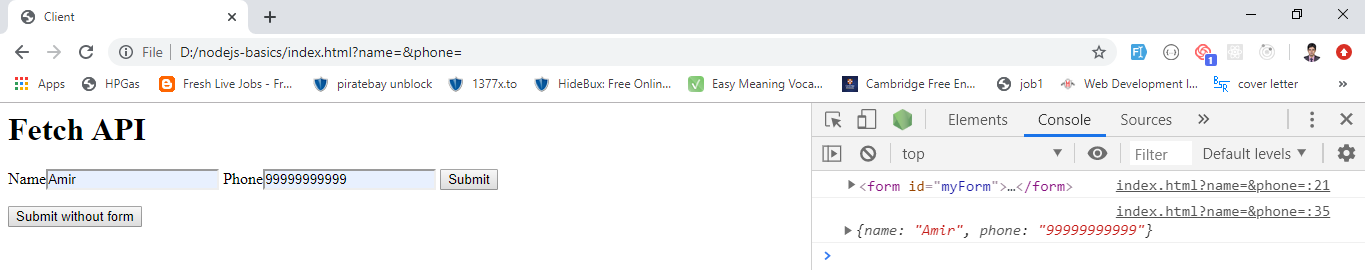 Client
File D:/nodejs-basics/index.html?name=&phone=
1
Apps HPGas Fresh Live Jobs - Fr... piratebay unblock 1377x.to HideBux: Free Onlin... Easy Meaning Voca... Cambridge Free En... job1 Web Development I... cover letter »
Fetch API
Name Amir Phone 99999999999 Submit
Submit without form
Elements Console Sources »
top Filter Default levels
<form id="myForm">…</form> index.html?name=&phone=:21
index.html?name=&phone=:35
{name: "Amir", phone: "99999999999"}